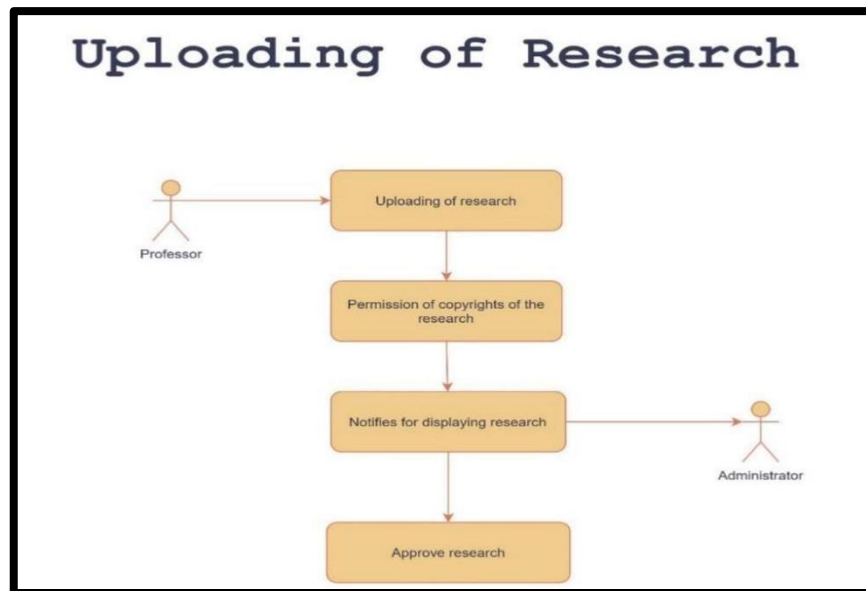 Uploading of Research
Uploading of research
Professor
Permission of copyrights of the
research
Notifies for displaying research
Administrator
Approve research